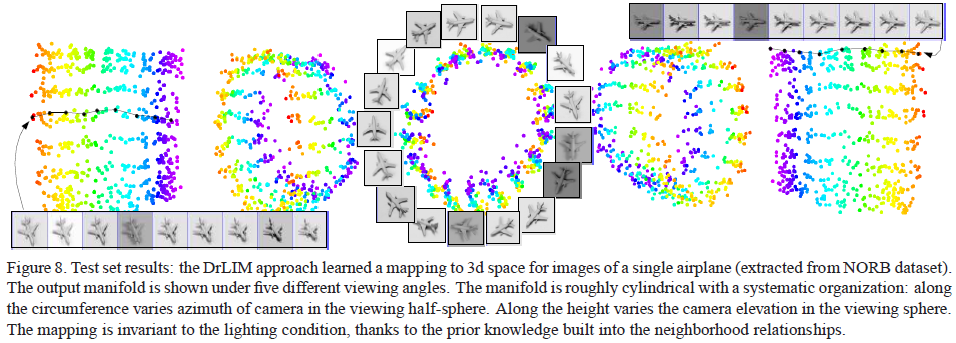 Figure 8. Test set results: the DrLIM approach learned a mapping to 3d space for images of a single airplane (extracted from NORB dataset).
The output manifold is shown under five different viewing angles. The manifold is roughly cylindrical with a systematic organization: along
the circumference varies azimuth of camera in the viewing half-sphere. Along the height varies the camera elevation in the viewing sphere.
The mapping is invariant to the lighting condition, thanks to the prior knowledge built into the neighborhood relationships.